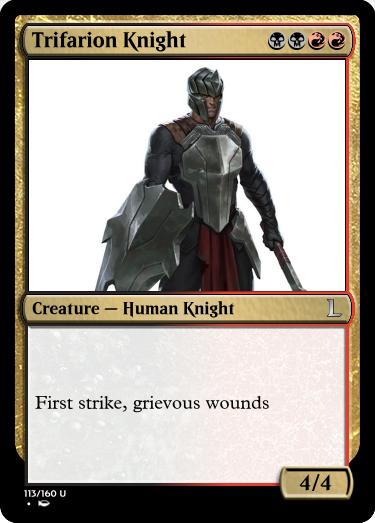 Trifarion Knight
Creature — Human Knight
L
First strike, grievous wounds
4/4
113/160 U